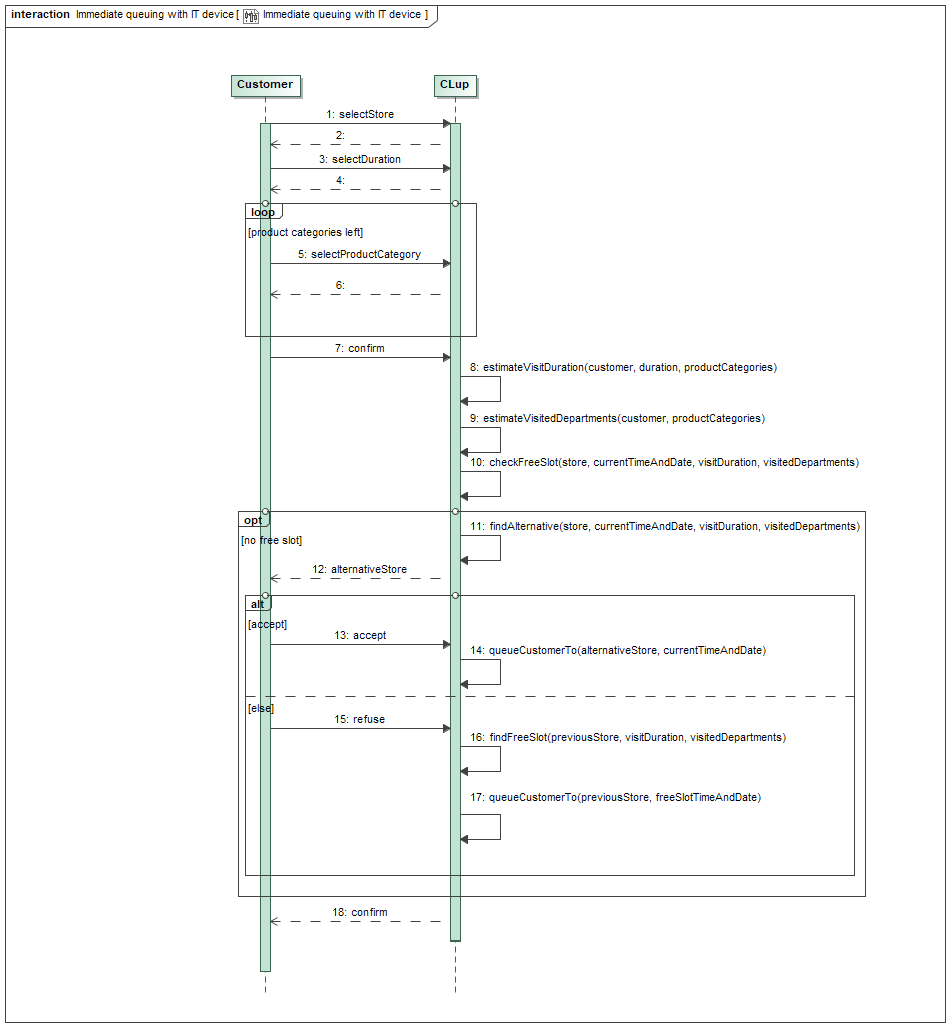 interaction Immediate queuing with IT device [ Immediate queuing with IT device ]
Customer
CLup
1: selectStore
2:
3: selectDuration
4:
loop
[product categories left]
5: selectProductCategory
6:
7: confirm
8: estimateVisitDuration(customer, duration, productCategories)
9: estimateVisitedDepartments(customer, productCategories)
10: checkFreeSlot(store, currentTimeAndDate, visitDuration, visitedDepartments)
opt
11: findAlternative(store, currentTimeAndDate, visitDuration, visitedDepartments)
[no free slot]
12: alternativeStore
alt
[accept]
13: accept
14: queueCustomerTo(alternativeStore, currentTimeAndDate)
[else]
15: refuse
16: findFreeSlot(previousStore, visitDuration, visitedDepartments)
17: queueCustomerTo(previousStore, freeSlotTimeAndDate)
18: confirm